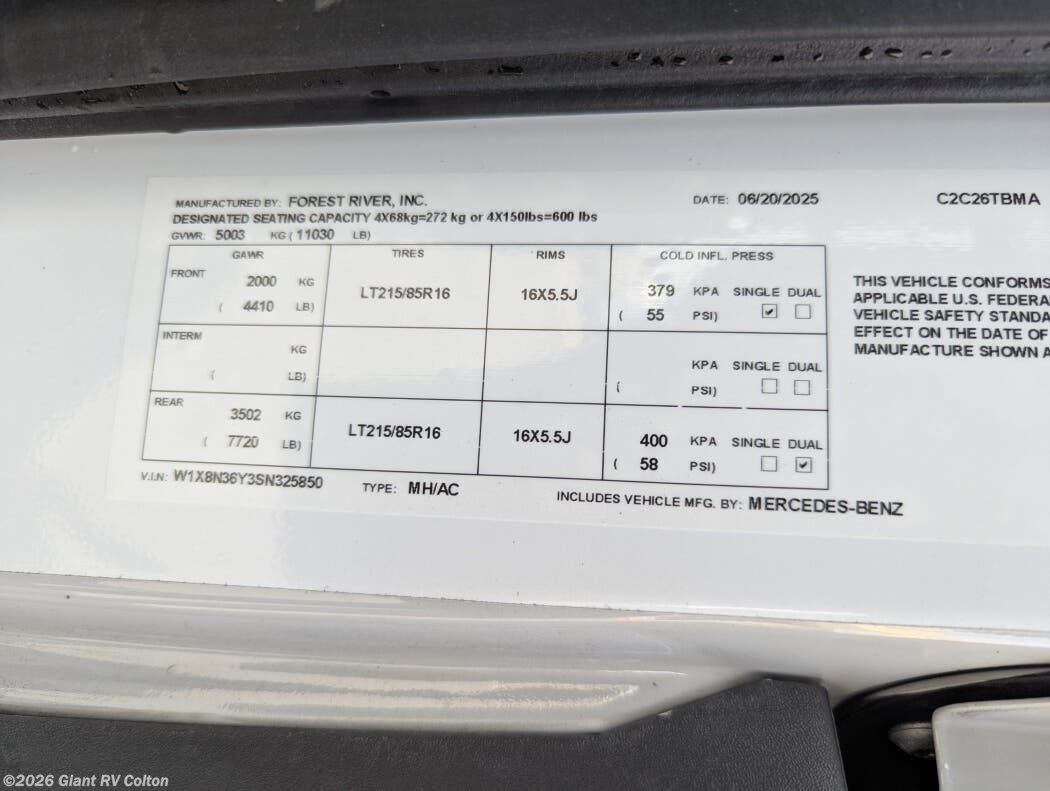 MANUFACTURED BY: FOREST RIVER, INC. DATE: 06/20/2025 C2C26TBMA
DESIGNATED SEATING CAPACITY 4X68kg=272 kg or 4X150lbs=600 lbs
GVWR: 5003 KG ( 11030 LB)
GAWR TIRES RIMS COLD INFL. PRESS
FRONT 2000 KG LT215/85R16 16X5.5J 379 KPA SINGLE DUAL
( 4410 LB) ( 55 PSI)
INTERM KG KPA SINGLE DUAL
( LB) ( PSI)
REAR 3502 KG LT215/85R16 16X5.5J 400 KPA SINGLE DUAL
( 7720 LB) ( 58 PSI)
THIS VEHICLE CONFORMS
APPLICABLE U.S. FEDERA
VEHICLE SAFETY STANDA
EFFECT ON THE DATE OF
MANUFACTURE SHOWN A
V.I.N: W1X8N36Y3SN325850 TYPE: MH/AC INCLUDES VEHICLE MFG. BY: MERCEDES-BENZ
©2026 Giant RV Colton